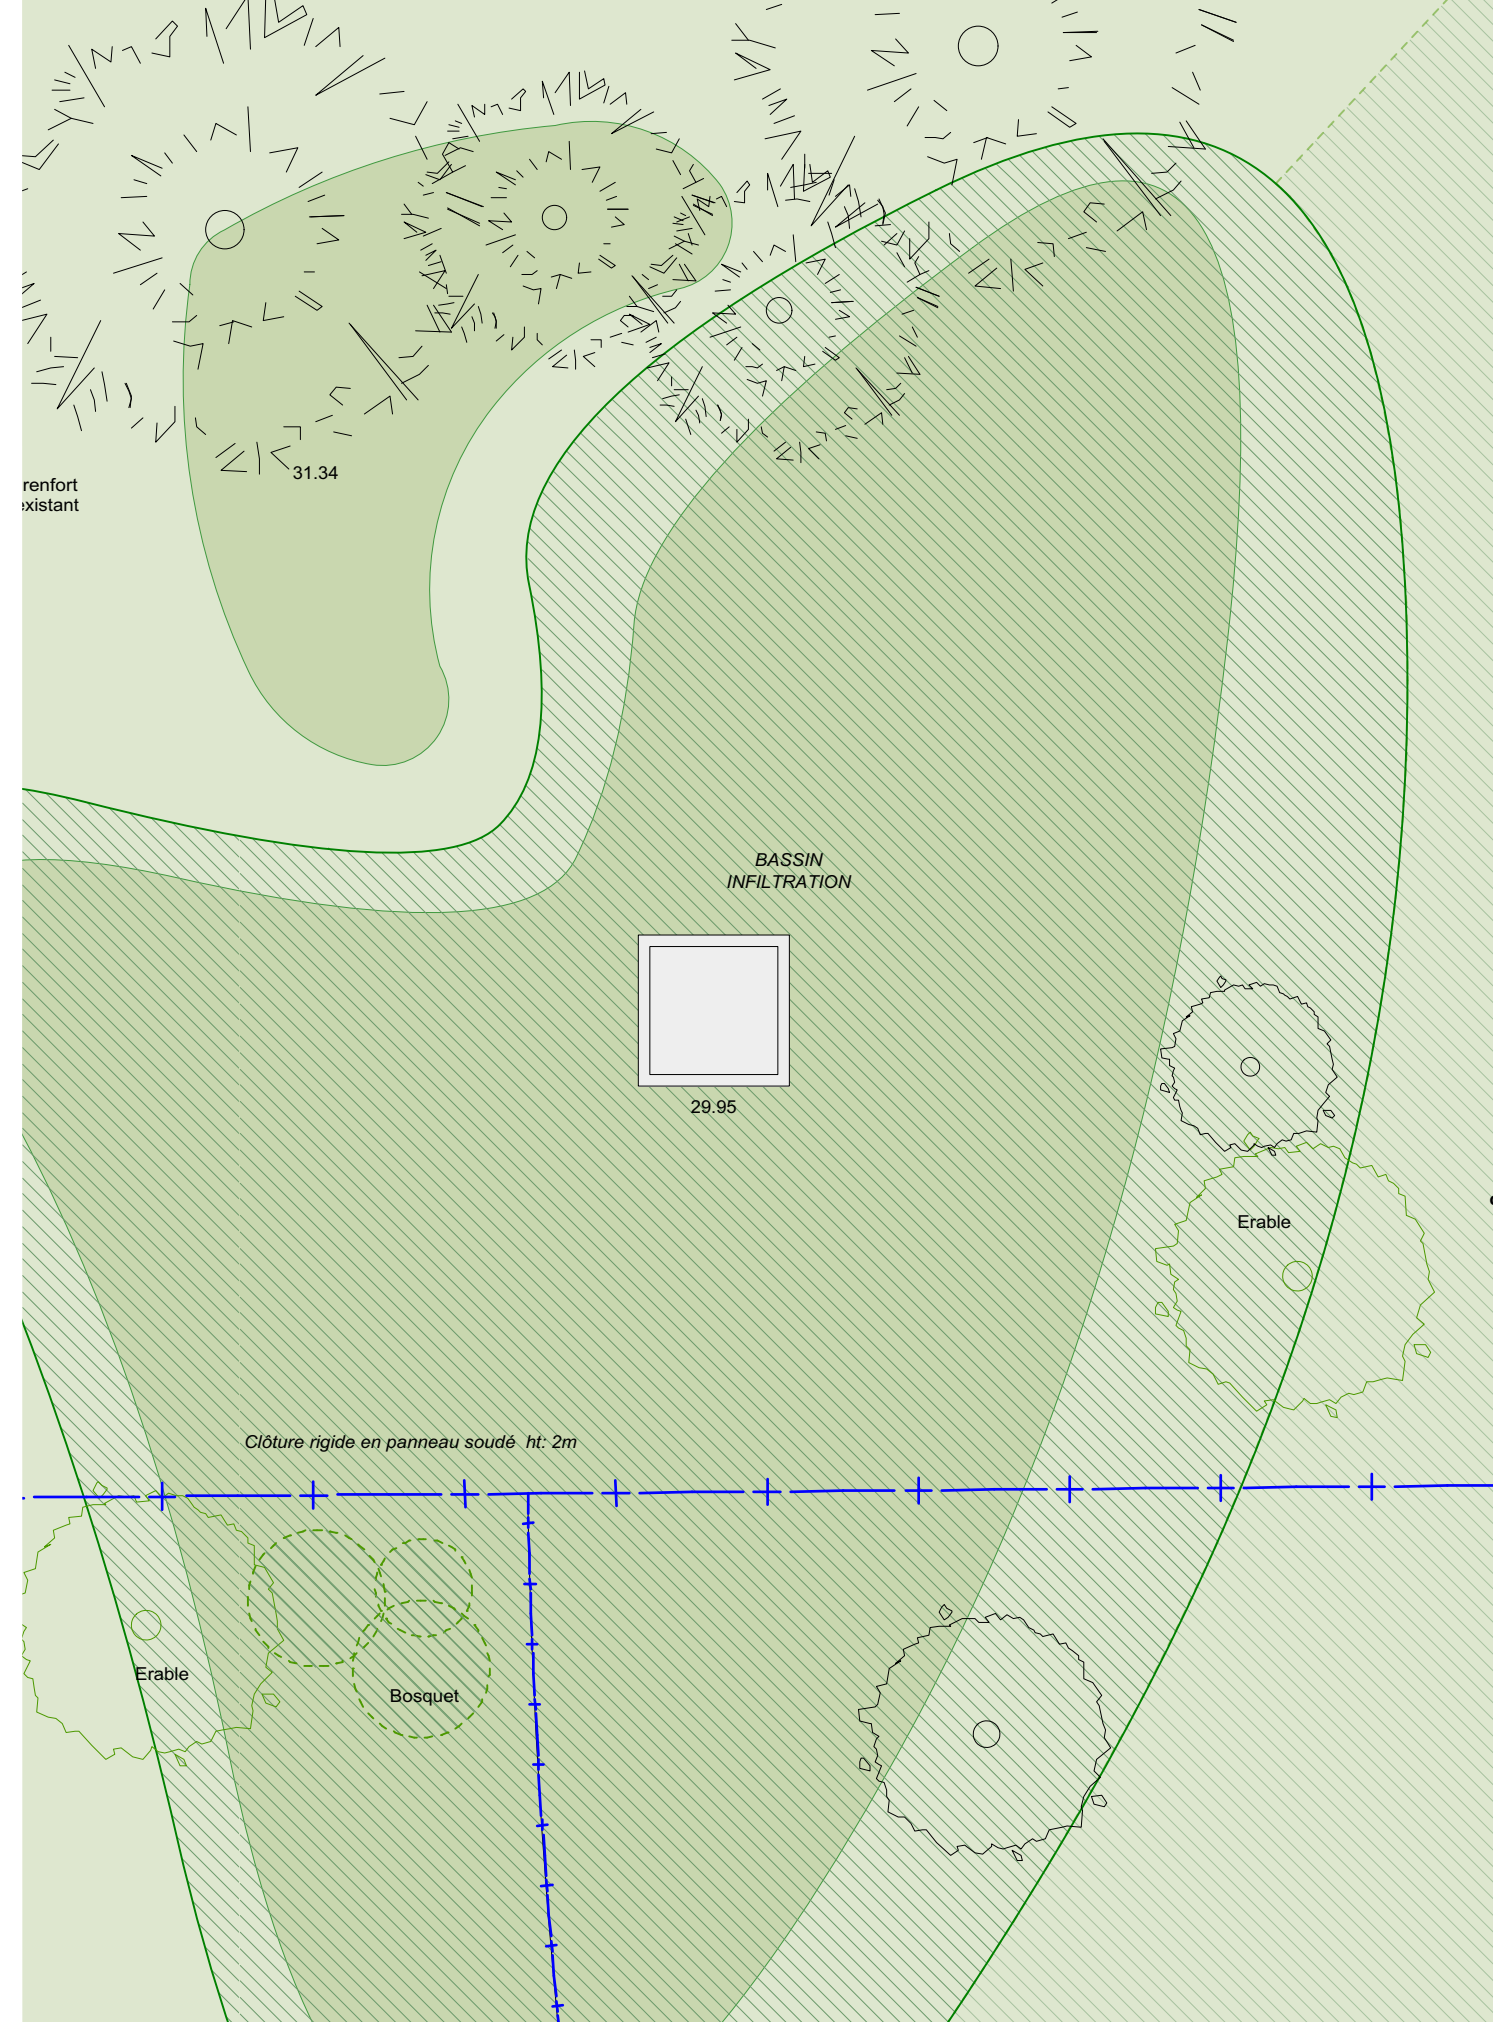 31.34
renfort
existant
BASSIN
INFILTRATION
29.95
Erable
Clôture rigide en panneau soudé ht: 2m
Erable
Bosquet